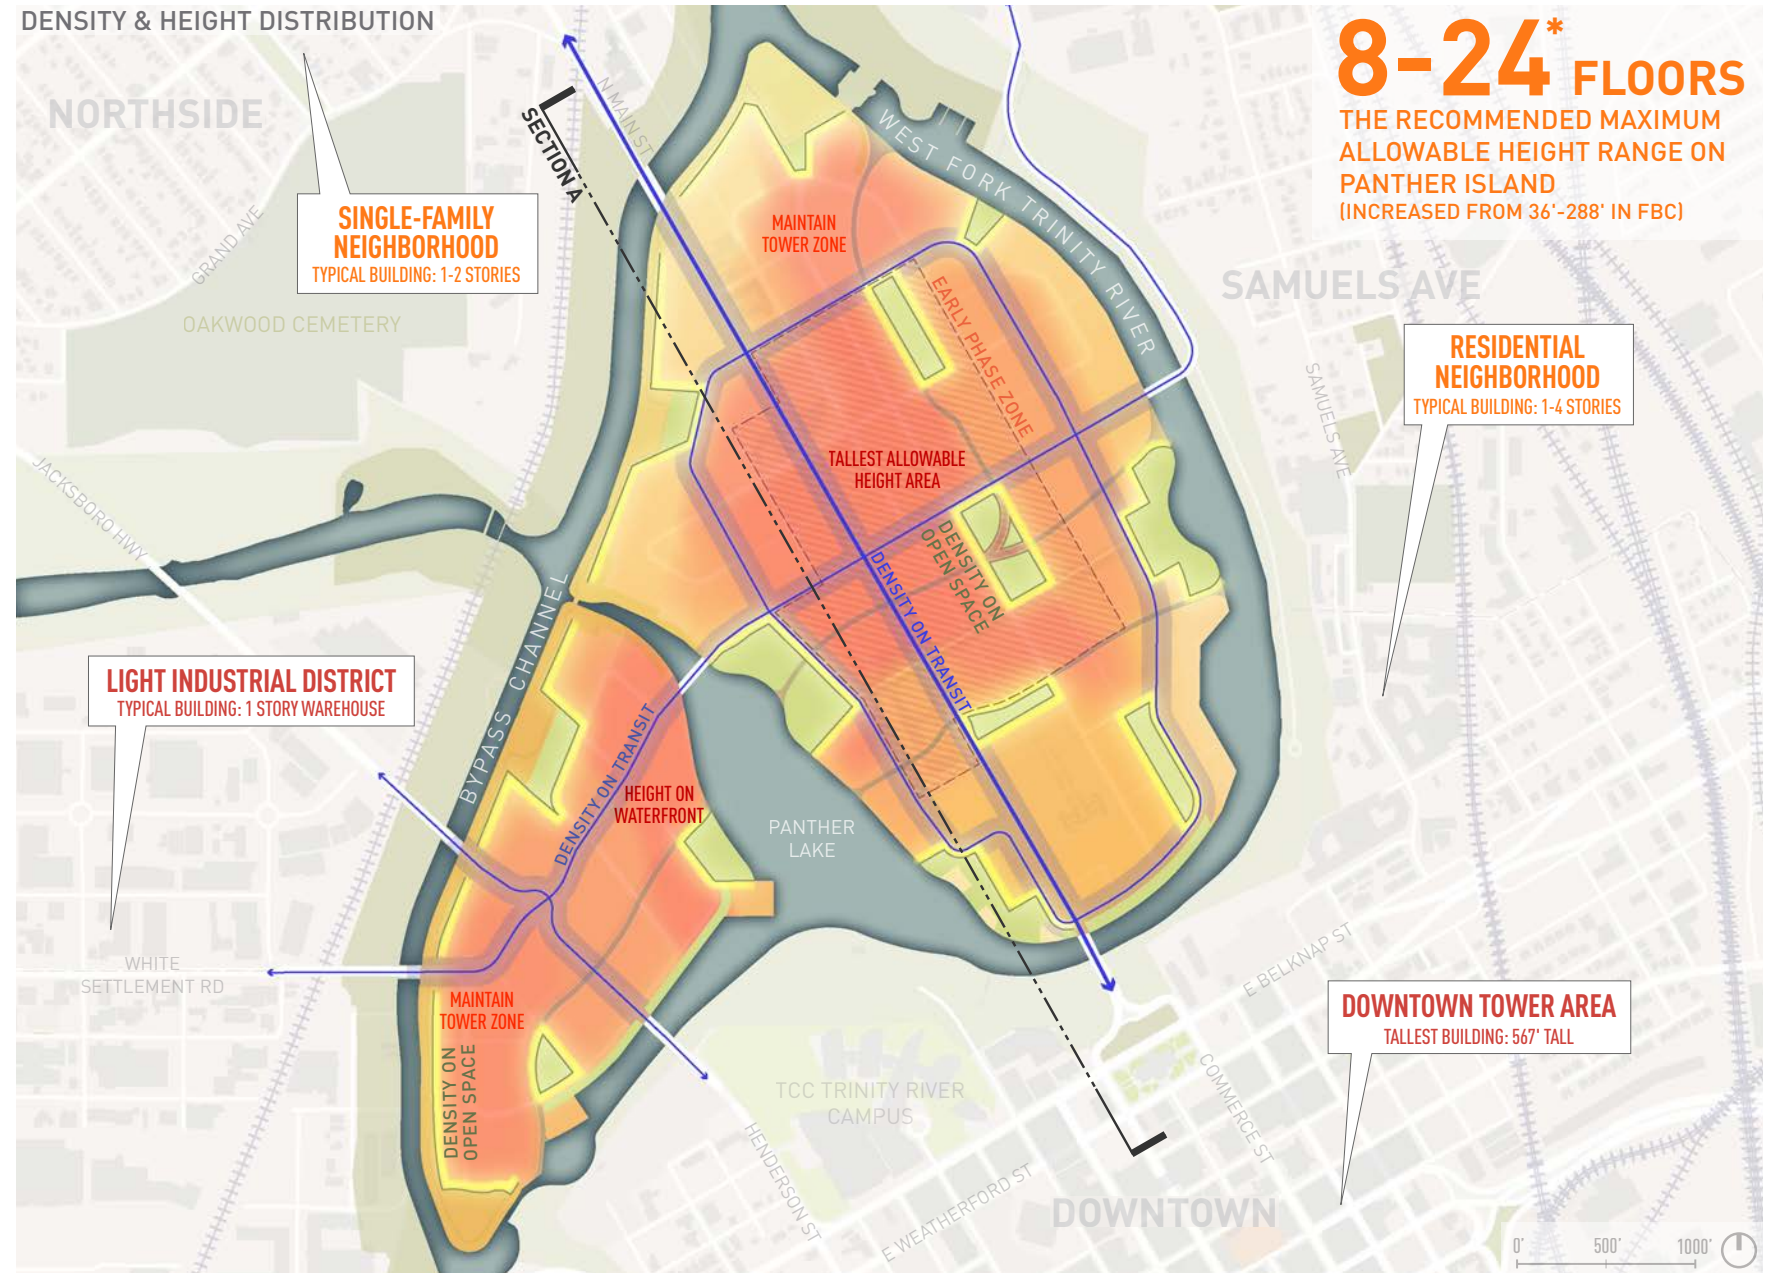 DENSITY & HEIGHT DISTRIBUTION
8-24* FLOORS
THE RECOMMENDED MAXIMUM
ALLOWABLE HEIGHT RANGE ON
PANTHER ISLAND
(INCREASED FROM 36'-288' IN FBC)
NORTHSIDE
N MAIN ST
SECTION A
WEST FORK TRINITY RIVER
SINGLE-FAMILY
NEIGHBORHOOD
TYPICAL BUILDING: 1-2 STORIES
GRAND AVE
OAKWOOD CEMETERY
MAINTAIN
TOWER ZONE
EARLY PHASE ZONE
SAMUELS AVE
SAMUELS AVE
RESIDENTIAL
NEIGHBORHOOD
TYPICAL BUILDING: 1-4 STORIES
JACKSBORO HWY
TALLEST ALLOWABLE
HEIGHT AREA
DENSITY ON
OPEN SPACE
DENSITY ON TRANSIT
BYPASS CHANNEL
LIGHT INDUSTRIAL DISTRICT
TYPICAL BUILDING: 1 STORY WAREHOUSE
DENSITY ON TRANSIT
HEIGHT ON
WATERFRONT
PANTHER
LAKE
WHITE
SETTLEMENT RD
MAINTAIN
TOWER ZONE
DENSITY ON
OPEN SPACE
E BELKNAP ST
DOWNTOWN TOWER AREA
TALLEST BUILDING: 567' TALL
TCC TRINITY RIVER
CAMPUS
COMMERCE ST
HENDERSON ST
E WEATHERFORD ST
DOWNTOWN
0' 500' 1000'